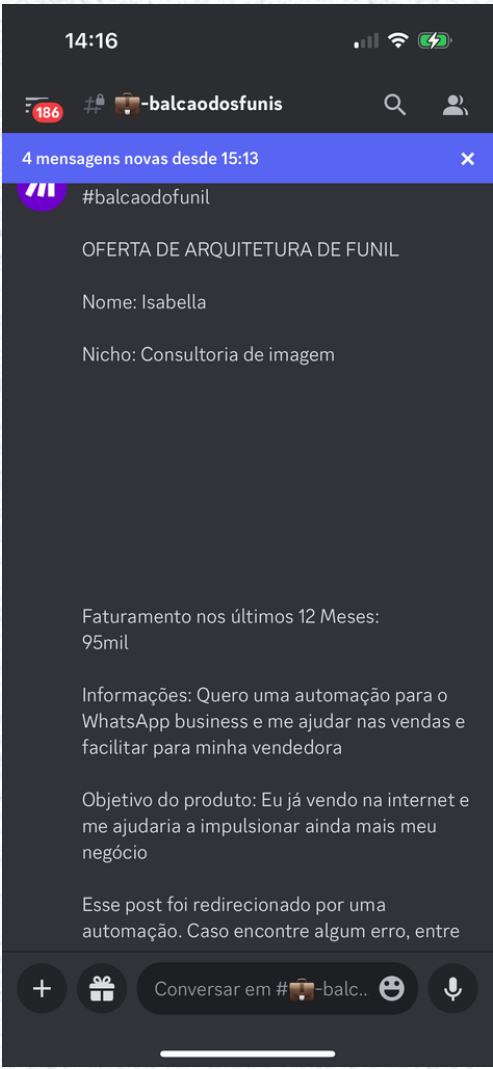 14:16
186
# 💼-balcaodosfunis
4 mensagens novas desde 15:13
#balcaodofunil
OFERTA DE ARQUITETURA DE FUNIL
Nome: Isabella
Nicho: Consultoria de imagem
Faturamento nos últimos 12 Meses:
95mil
Informações: Quero uma automação para o
WhatsApp business e me ajudar nas vendas e
facilitar para minha vendedora
Objetivo do produto: Eu já vendo na internet e
me ajudaria a impulsionar ainda mais meu
negócio
Esse post foi redirecionado por uma
automação. Caso encontre algum erro, entre
Conversar em #💼-balc..